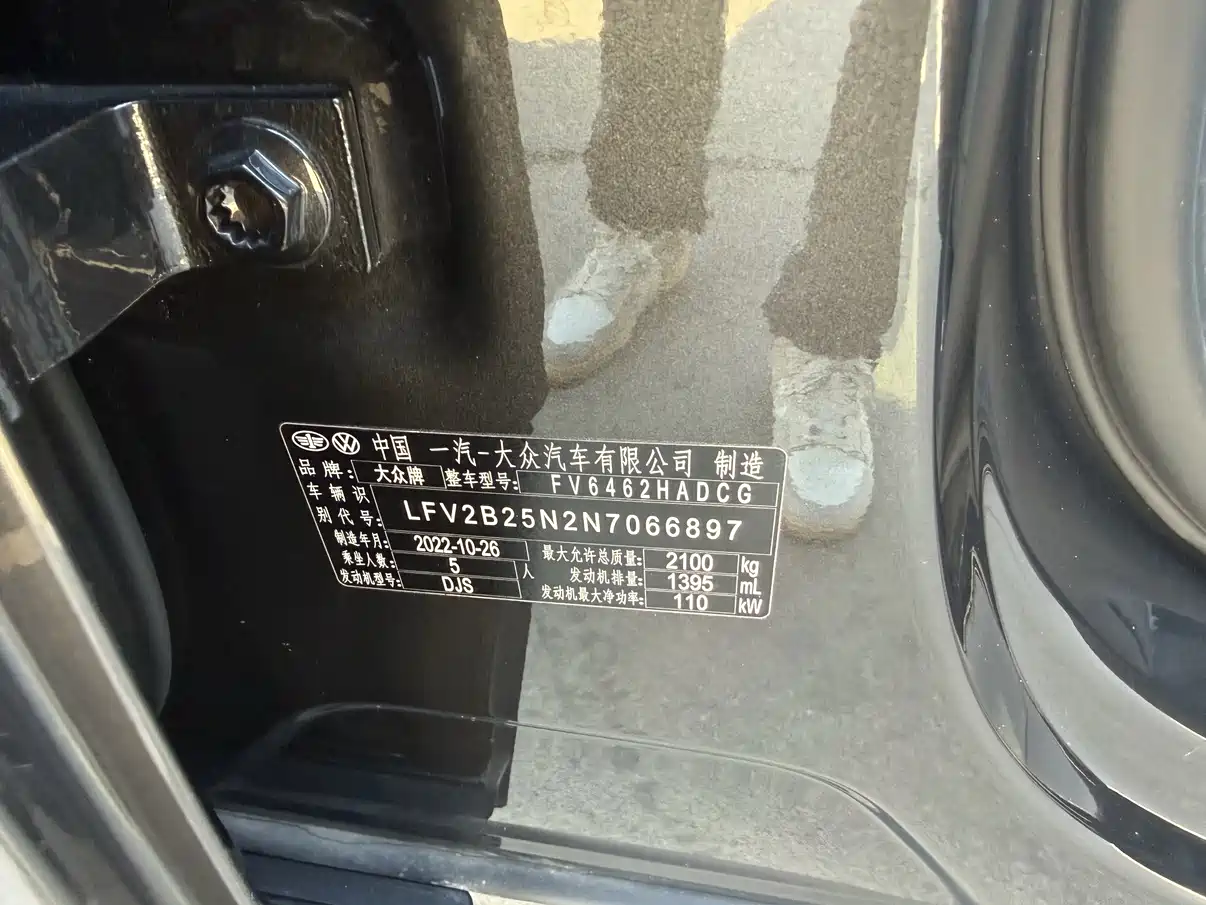 中国 一汽-大众汽车有限公司 制造
品牌: 大众牌 整车型号: FV6462HADCG
车辆识别代号: LFV2B25N2N7066897
制造年月: 2022-10-26 最大允许总质量: 2100 kg
乘坐人数: 5 人 发动机排量: 1395 mL
发动机型号: DJS 发动机最大净功率: 110 kW